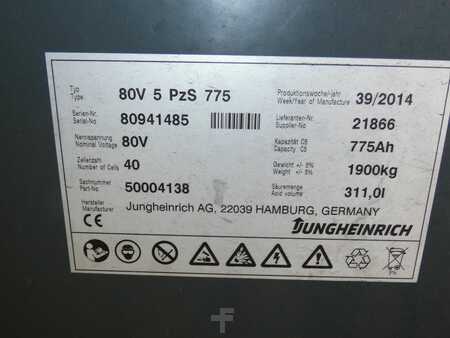 Typ
Type
80V 5 PzS 775
Produktionswoche/-jahr
Week/Year of Manufacture
39/2014
Serien-Nr.
Serial-No
80941485
Lieferanten-Nr.
Supplier-No
21866
Nennspannung
Nominal Voltage
80V
Kapazität C5
Capacity C5
775Ah
Zellenzahl
Number of Cells
40
Gewicht +/- 5%
Weight +/- 5%
1900kg
Sachnummer
Part-No
50004138
Säuremenge
Acid volume
311,0l
Hersteller
Manufacturer
Jungheinrich AG, 22039 HAMBURG, GERMANY
CE
JUNGHEINRICH
Pb